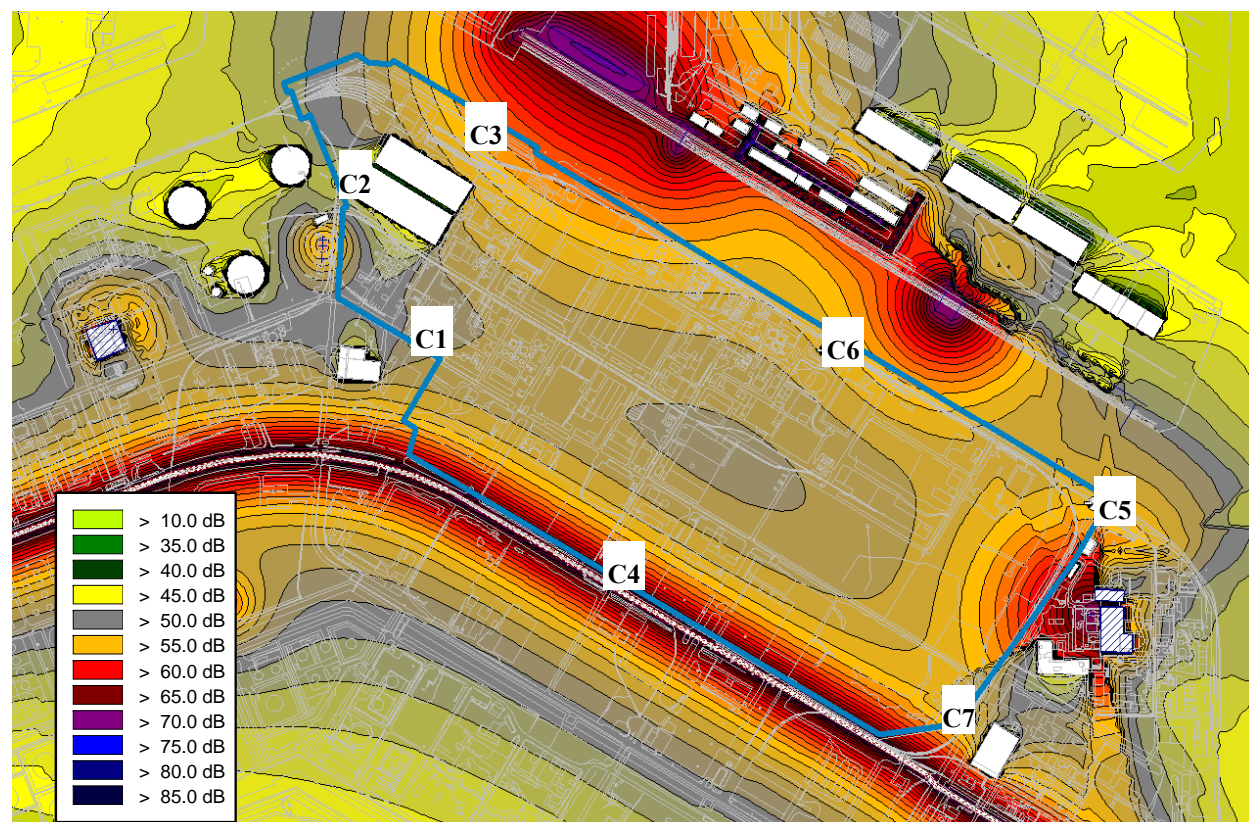 C3
C2
C1
C6
C5
C4
C7
> 10.0 dB
> 35.0 dB
> 40.0 dB
> 45.0 dB
> 50.0 dB
> 55.0 dB
> 60.0 dB
> 65.0 dB
> 70.0 dB
> 75.0 dB
> 80.0 dB
> 85.0 dB